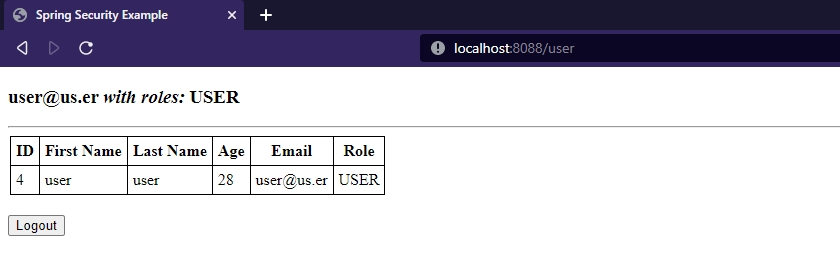 Spring Security Example
localhost:8088/user
user@us.er with roles: USER
ID First Name Last Name Age Email Role
4 user user 28 user@us.er USER
Logout